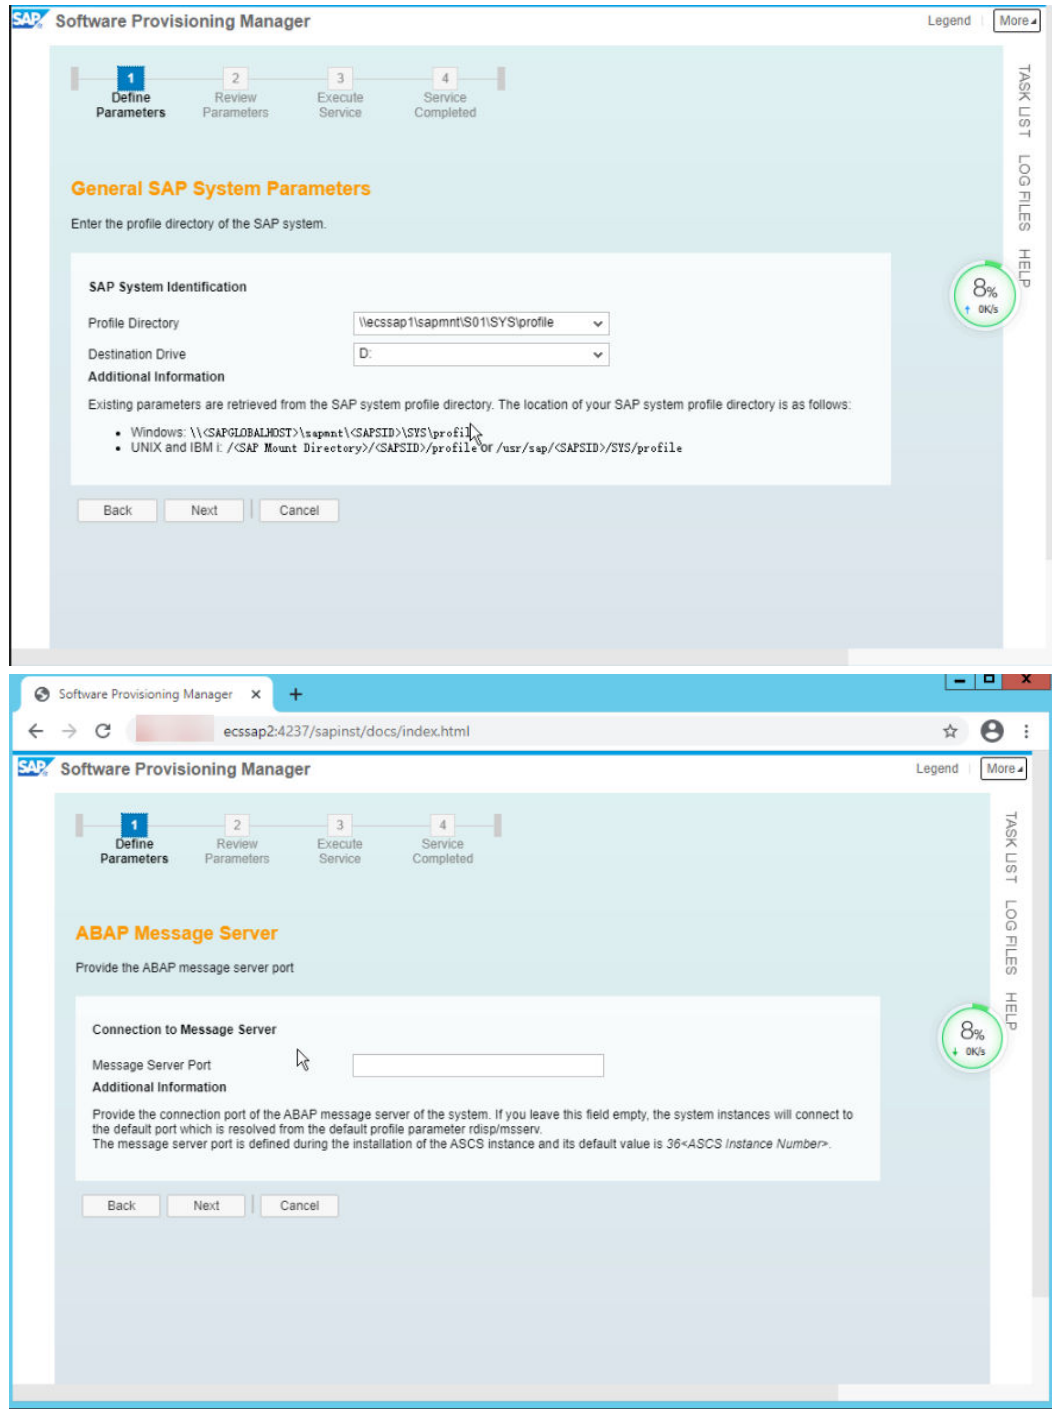 SAP Software Provisioning Manager
Legend
More
1
Define
Parameters
2
Review
Parameters
3
Execute
Service
4
Service
Completed
TASK LIST
LOG FILES
HELP
General SAP System Parameters
Enter the profile directory of the SAP system.
SAP System Identification
8%
0K/s
Profile Directory
\\ecssap1\sapmnt\S01\SYS\profile
Destination Drive
D:
Additional Information
Existing parameters are retrieved from the SAP system profile directory. The location of your SAP system profile directory is as follows:
• Windows: \\<SAPGLOBALHOST>\sapmnt\<SAPSID>\SYS\profil
• UNIX and IBM i: /<SAP Mount Directory>/<SAPSID>/profile or /usr/sap/<SAPSID>/SYS/profile
Back
Next
Cancel
Software Provisioning Manager
ecssap2:4237/sapinst/docs/index.html
SAP Software Provisioning Manager
Legend
More
1
Define
Parameters
2
Review
Parameters
3
Execute
Service
4
Service
Completed
TASK LIST
LOG FILES
HELP
ABAP Message Server
Provide the ABAP message server port
Connection to Message Server
8%
0K/s
Message Server Port
Additional Information
Provide the connection port of the ABAP message server of the system. If you leave this field empty, the system instances will connect to
the default port which is resolved from the default profile parameter rdisp/msserv.
The message server port is defined during the installation of the ASCS instance and its default value is 36<ASCS Instance Number>.
Back
Next
Cancel